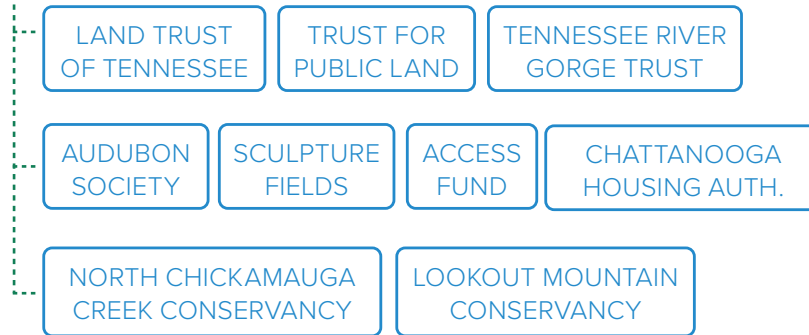 LAND TRUST
OF TENNESSEE
TRUST FOR
PUBLIC LAND
TENNESSEE RIVER
GORGE TRUST
AUDUBON
SOCIETY
SCULPTURE
FIELDS
ACCESS
FUND
CHATTANOOGA
HOUSING AUTH.
NORTH CHICKAMAUGA
CREEK CONSERVANCY
LOOKOUT MOUNTAIN
CONSERVANCY